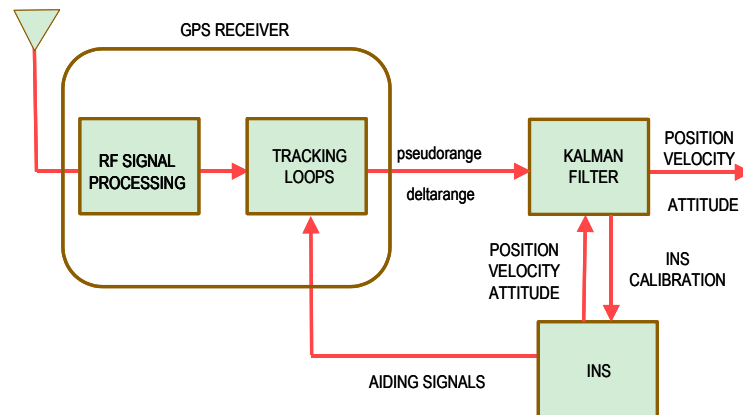 GPS RECEIVER
RF SIGNAL
PROCESSING
TRACKING
LOOPS
pseudorange
deltarange
KALMAN
FILTER
POSITION
VELOCITY
ATTITUDE
POSITION
VELOCITY
ATTITUDE
INS
CALIBRATION
AIDING SIGNALS
INS